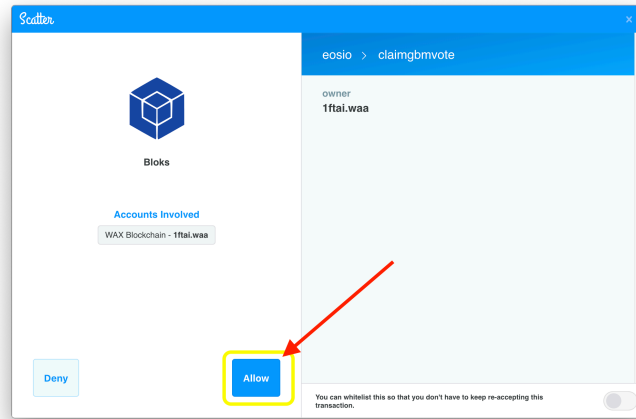 Scatter
x
eosio > claimgbmvote
owner
1ftai.waa
Bloks
Accounts Involved
WAX Blockchain - 1ftai.waa
Deny
Allow
You can whitelist this so that you don't have to keep re-accepting this
transaction.